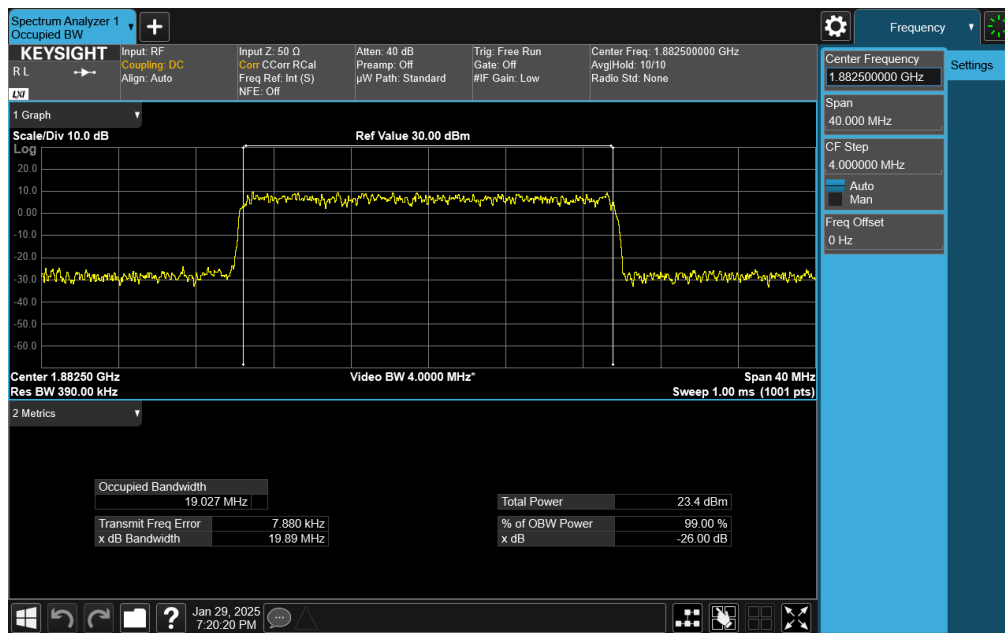 Spectrum Analyzer 1
Occupied BW
Frequency
KEYSIGHT
R L
LXI
Input: RF
Coupling: DC
Align: Auto
Input Z: 50 Ω
Corr CCorr RCal
Freq Ref: Int (S)
NFE: Off
Atten: 40 dB
Preamp: Off
µW Path: Standard
Trig: Free Run
Gate: Off
#IF Gain: Low
Center Freq: 1.882500000 GHz
Avg|Hold: 10/10
Radio Std: None
Center Frequency
1.882500000 GHz
Settings
Span
40.000 MHz
CF Step
4.000000 MHz
Auto
Man
Freq Offset
0 Hz
1 Graph
Scale/Div 10.0 dB
Ref Value 30.00 dBm
Log
20.0
10.0
0.00
-10.0
-20.0
-30.0
-40.0
-50.0
-60.0
Center 1.88250 GHz
Video BW 4.0000 MHz*
Span 40 MHz
Res BW 390.00 kHz
Sweep 1.00 ms (1001 pts)
2 Metrics
Occupied Bandwidth
19.027 MHz
Total Power 23.4 dBm
Transmit Freq Error 7.880 kHz
% of OBW Power 99.00 %
x dB Bandwidth 19.89 MHz
x dB -26.00 dB
Jan 29, 2025
7:20:20 PM